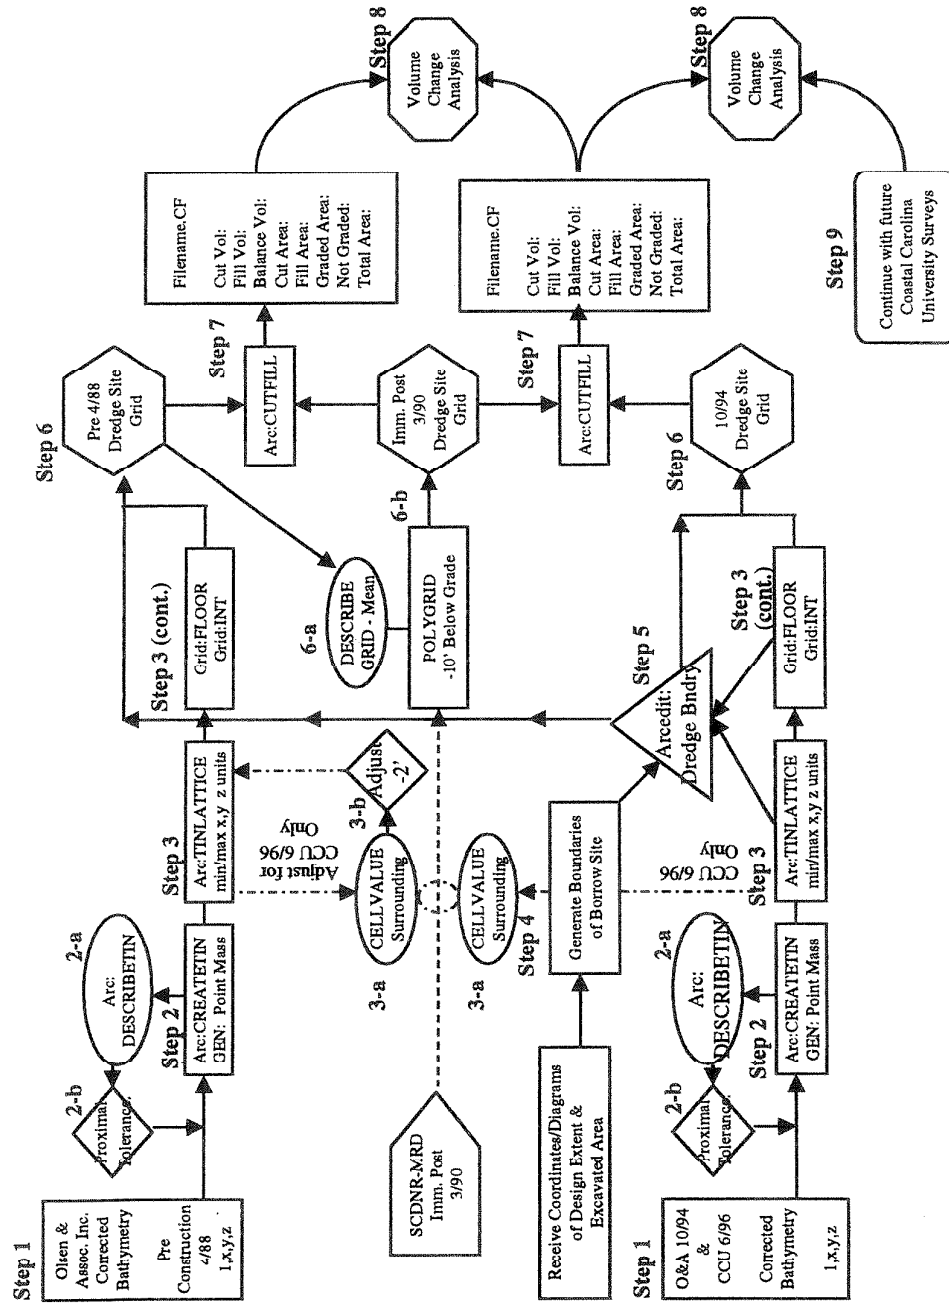 Step 1
Olsen &
Assoc. Inc.
Corrected
Bathymetry
Pre
Construction
4/88
1,x,y,z
2-b
Proximal
Tolerance.
2-a
Arc:
DESCRIBETIN
Step 2
Arc:CREATETIN
GEN: Point Mass
Step 3
Arc:TINLATTICE
min/max x,y z units
Step 3 (cont.)
Grid:FLOOR
Grid:INT
Step 6
Pre 4/88
Dredge Site
Grid
Step 7
Arc:CUTFILL
Filename.CF
Cut Vol:
Fill Vol:
Balance Vol:
Cut Area:
Fill Area:
Graded Area:
Not Graded:
Total Area:
Step 8
Volume
Change
Analysis
Adjust for
CCU 6/96
Only
3-a
CELLVALUE
Surrounding
3-b
Adjust
-2'
6-a
DESCRIBE
GRID - Mean
SCDNR-MRD
Imm. Post
3/90
POLYGRID
-10' Below Grade
6-b
Imm. Post
3/90
Dredge Site
Grid
3-a
CELLVALUE
Surrounding
Step 4
Receive Coordinates/Diagrams
of Design Extent &
Excavated Area
Generate Boundaries
of Borrow Site
CCU 6/96
Only
Step 5
Arcedit:
Dredge Bndry
Step 7
Arc:CUTFILL
Filename.CF
Cut Vol:
Fill Vol:
Balance Vol:
Cut Area:
Fill Area:
Graded Area:
Not Graded:
Total Area:
Step 1
O&A 10/94
&
CCU 6/96
Corrected
Bathymetry
1,x,y,z
2-b
Proximal
Tolerance.
2-a
Arc:
DESCRIBETIN
Step 2
Arc:CREATETIN
GEN: Point Mass
Step 3
Arc:TINLATTICE
min/max x,y z units
Step 3
(cont.)
Grid:FLOOR
Grid:INT
Step 6
10/94
Dredge Site
Grid
Step 8
Volume
Change
Analysis
Step 9
Continue with future
Coastal Carolina
University Surveys